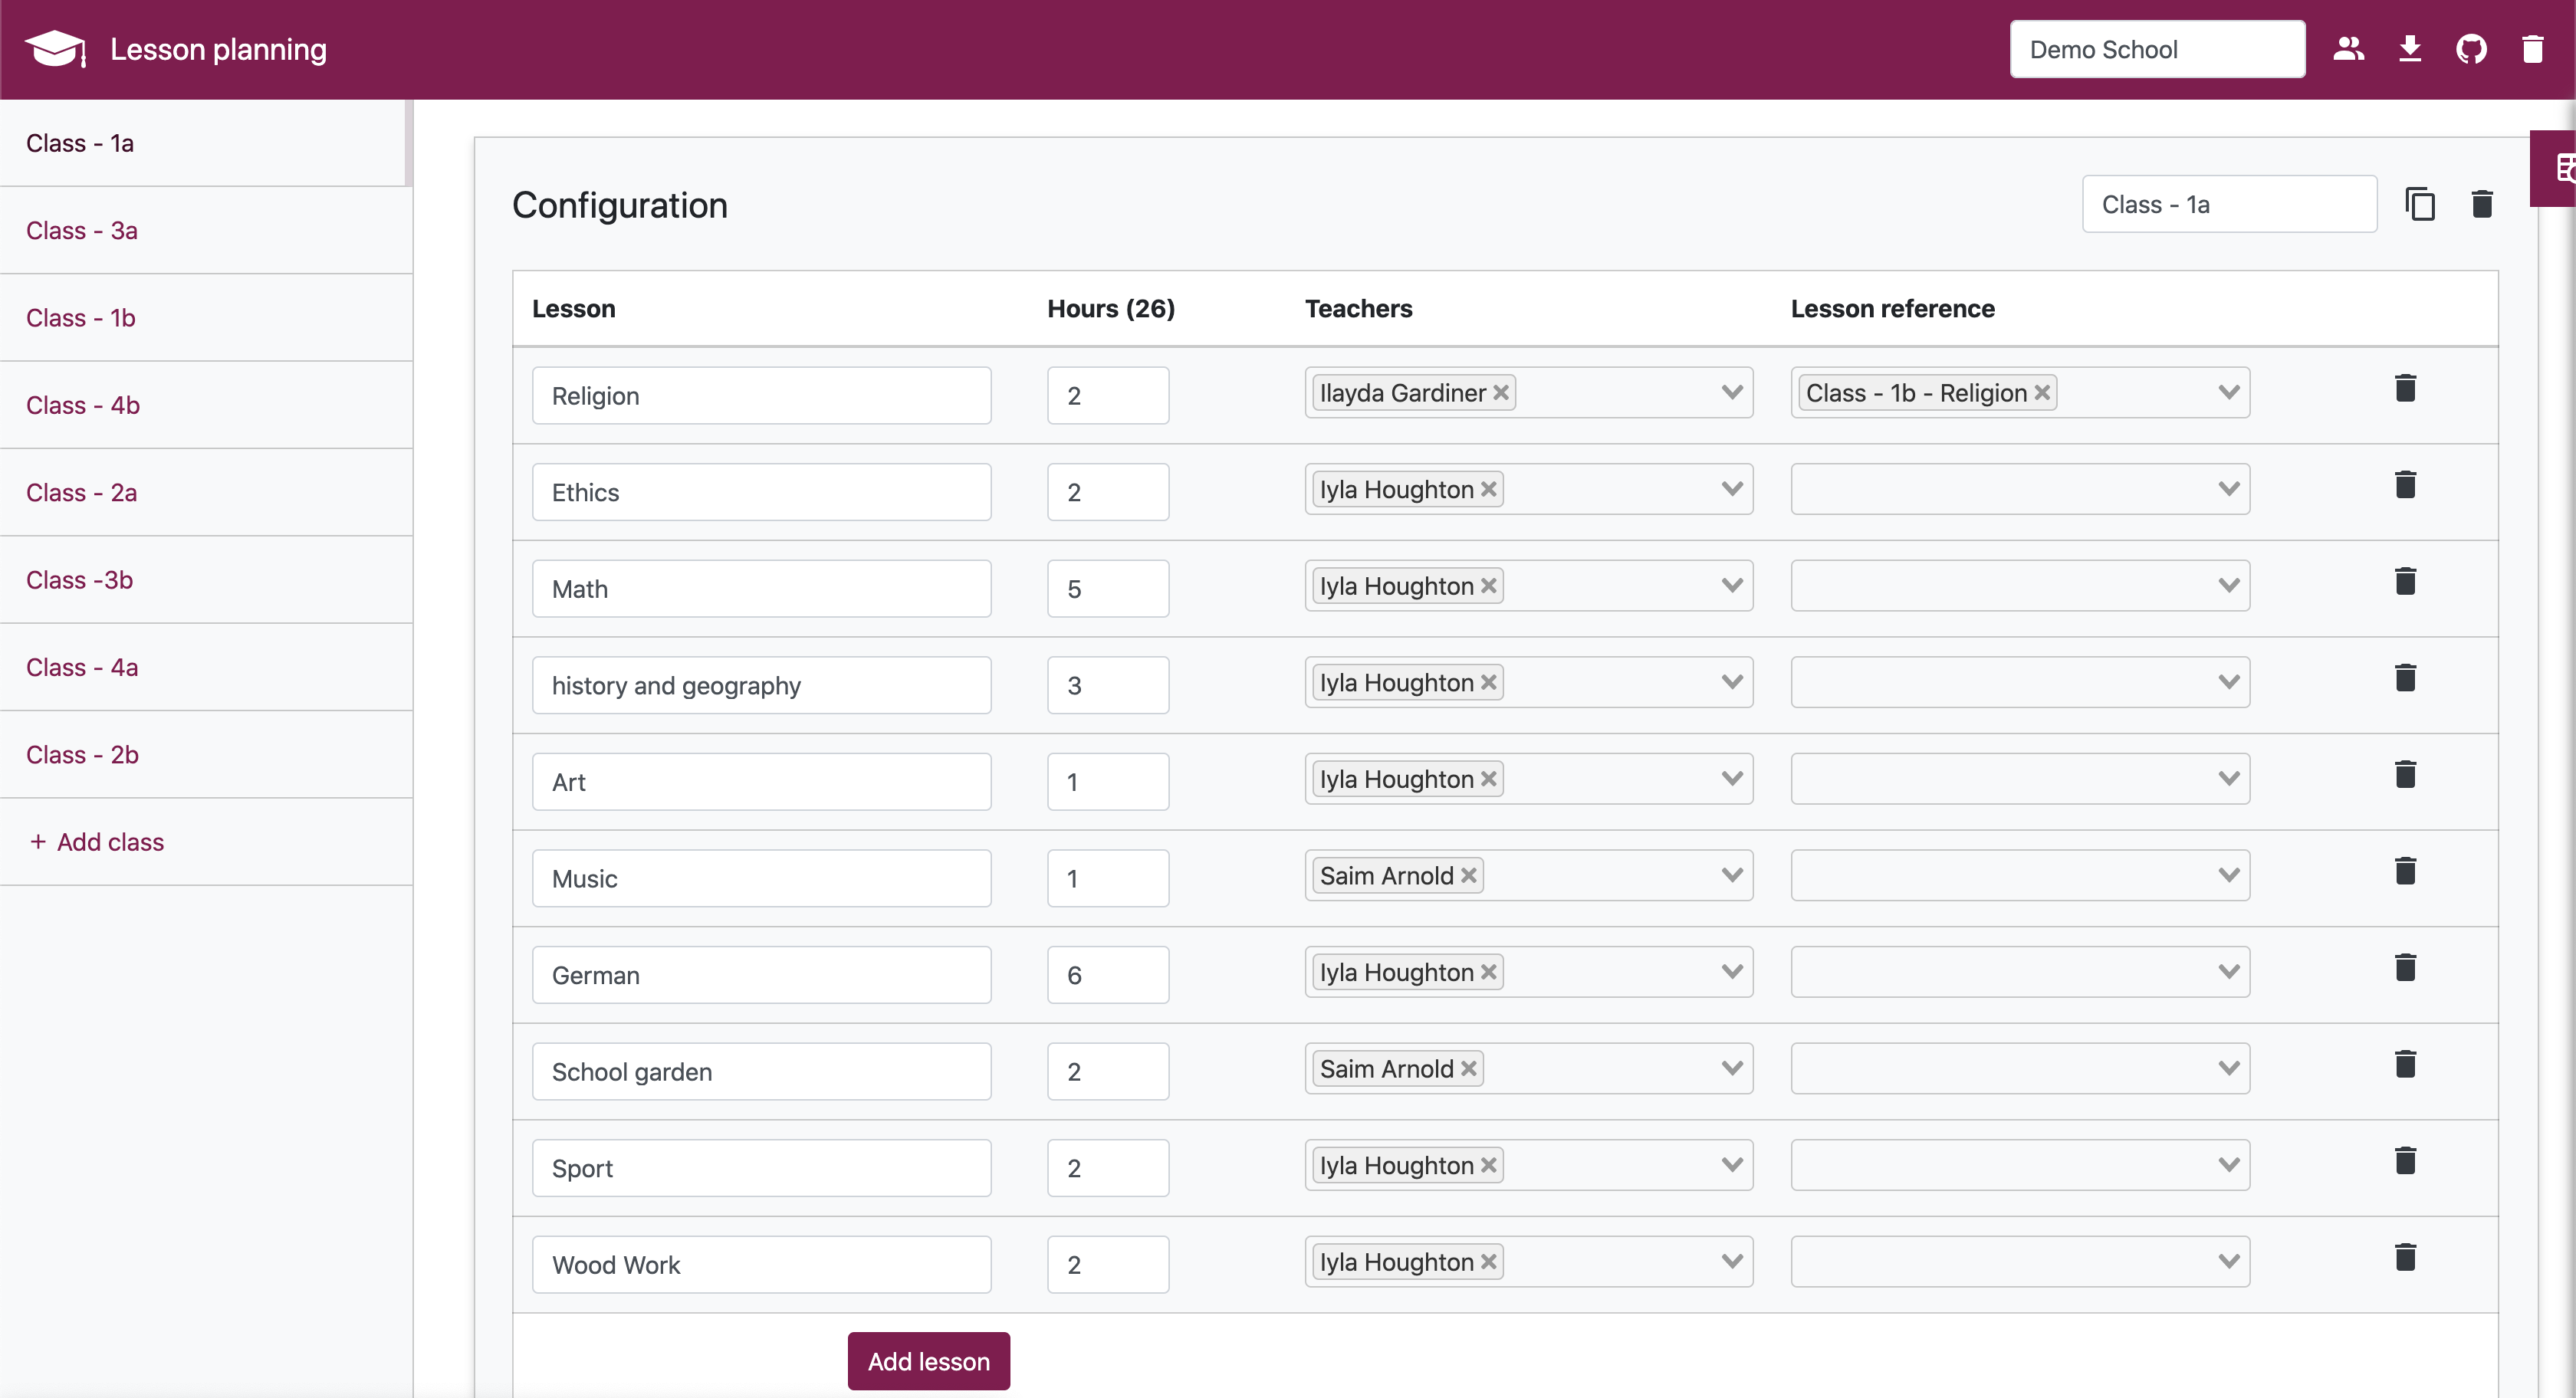 Lesson planning
Demo School
Class - 1a
Class - 3a
Class - 1b
Class - 4b
Class - 2a
Class -3b
Class - 4a
Class - 2b
+ Add class
Configuration
Class - 1a
Lesson Hours (26) Teachers Lesson reference
Religion 2 Ilayda Gardiner Class - 1b - Religion
Ethics 2 Iyla Houghton
Math 5 Iyla Houghton
history and geography 3 Iyla Houghton
Art 1 Iyla Houghton
Music 1 Saim Arnold
German 6 Iyla Houghton
School garden 2 Saim Arnold
Sport 2 Iyla Houghton
Wood Work 2 Iyla Houghton
Add lesson